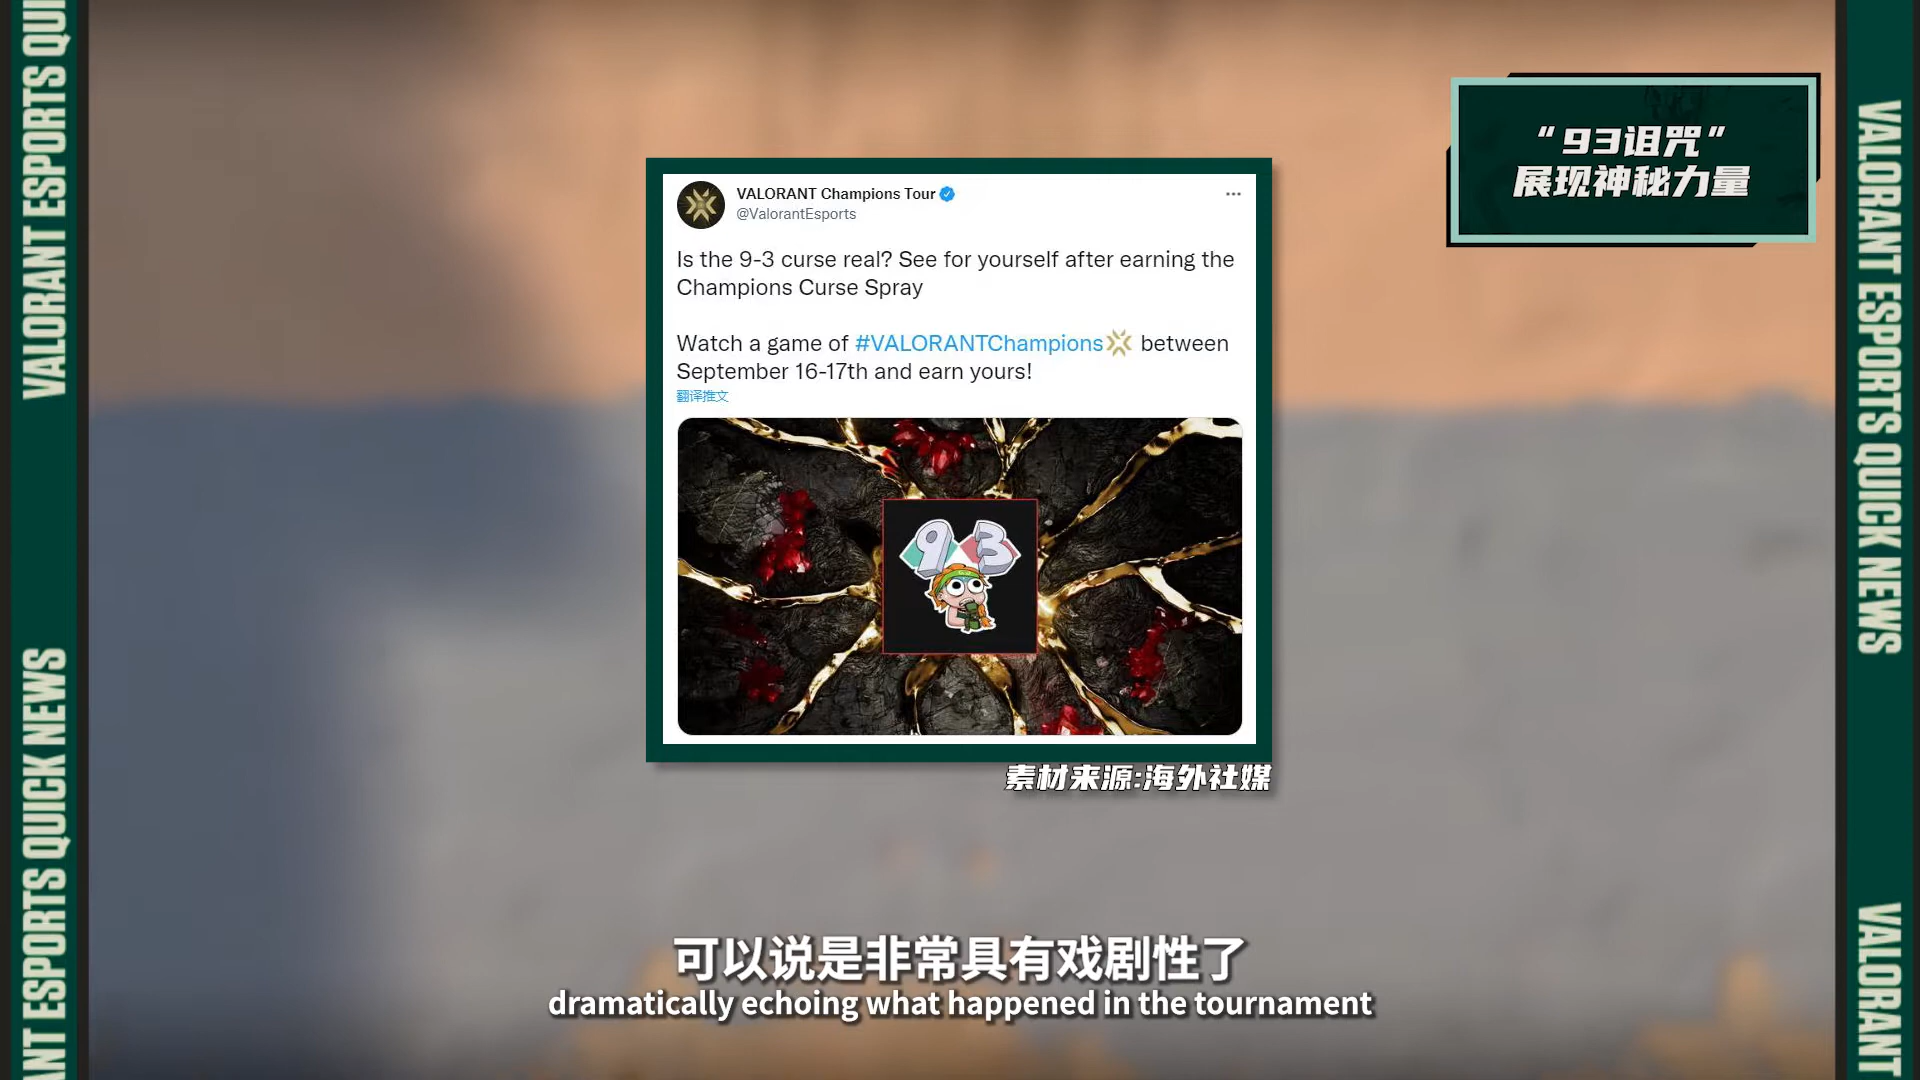 VALORANT ESPORTS QUI
ANT ESPORTS QUICK NEWS
“93诅咒”
展现神秘力量
VALORANT Champions Tour
@ValorantEsports
Is the 9-3 curse real? See for yourself after earning the
Champions Curse Spray
Watch a game of #VALORANTChampions between
September 16-17th and earn yours!
翻译推文
93
素材来源:海外社媒
可以说是非常具有戏剧性了
dramatically echoing what happened in the tournament
VALORANT ESPORTS QUICK NEWS
VALORANT